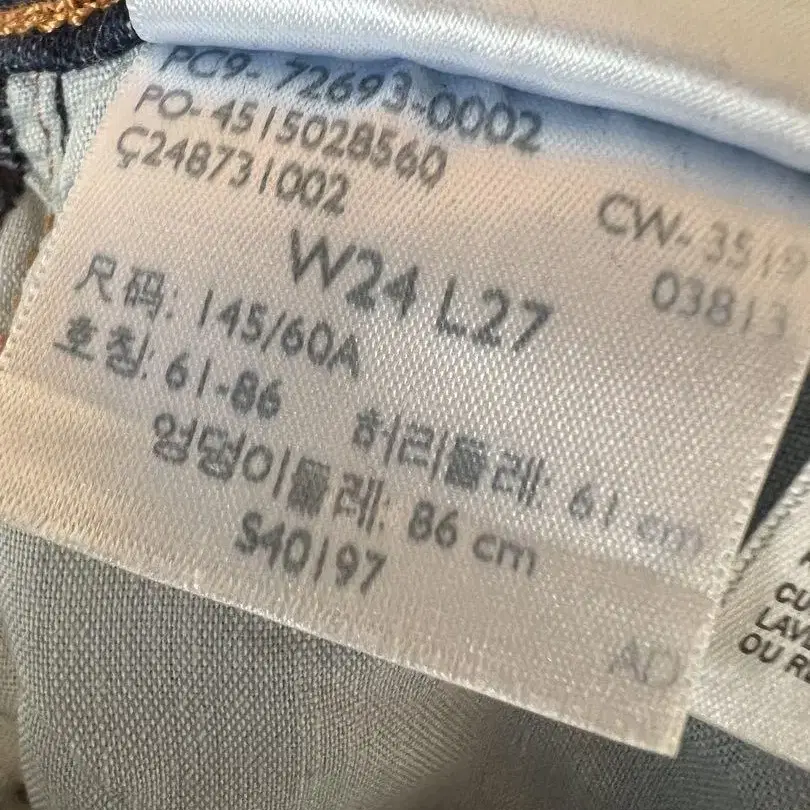 PC9-72693-0002
PO-4515028560
Ç248731002
CW-3519
03813
W24 L27
尺码: 145/60A
호칭: 61-86 허리둘레: 61 cm
엉덩이둘레: 86 cm
S40197
AD
CU
LAVE
OU RE